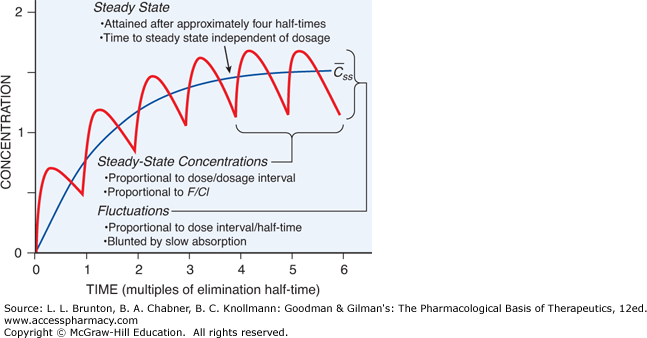 2
Steady State
•Attained after approximately four half-times
•Time to steady state independent of dosage
C̅ss
CONCENTRATION
1
Steady-State Concentrations
•Proportional to dose/dosage interval
•Proportional to F/Cl
Fluctuations
•Proportional to dose interval/half-time
•Blunted by slow absorption
0
0 1 2 3 4 5 6
TIME (multiples of elimination half-time)
Source: L. L. Brunton, B. A. Chabner, B. C. Knollmann: Goodman & Gilman's: The Pharmacological Basis of Therapeutics, 12ed.
www.accesspharmacy.com
Copyright © McGraw-Hill Education.  All rights reserved.